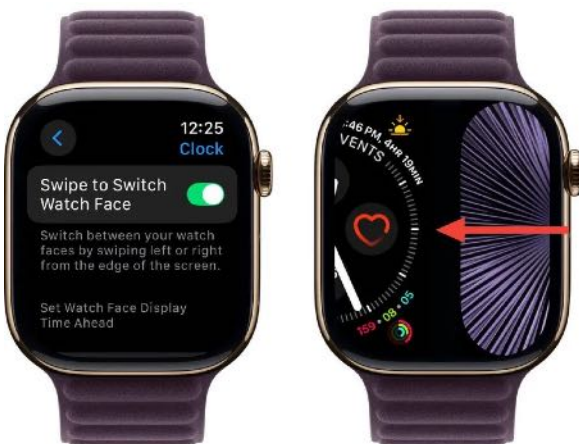 12:25
Clock
Swipe to Switch
Watch Face
Switch between your watch
faces by swiping left or right
from the edge of the screen.
Set Watch Face Display
Time Ahead
:46 PM, 4HR 19MIN
VENTS
159 • 08 • 05